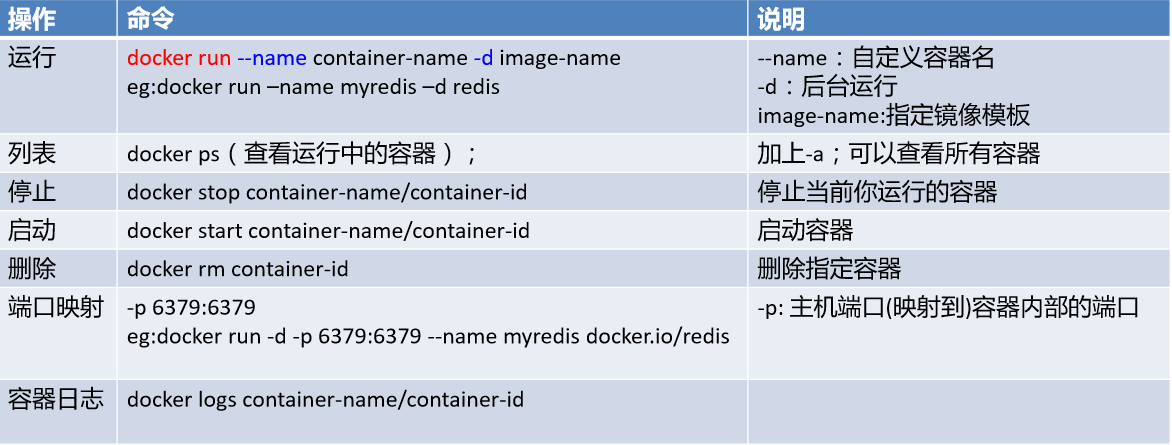 操作 命令 说明
运行 docker run --name container-name -d image-name --name：自定义容器名
eg:docker run –name myredis –d redis -d：后台运行
image-name:指定镜像模板
列表 docker ps（查看运行中的容器）； 加上-a；可以查看所有容器
停止 docker stop container-name/container-id 停止当前你运行的容器
启动 docker start container-name/container-id 启动容器
删除 docker rm container-id 删除指定容器
端口映射 -p 6379:6379 -p: 主机端口(映射到)容器内部的端口
eg:docker run -d -p 6379:6379 --name myredis docker.io/redis
容器日志 docker logs container-name/container-id